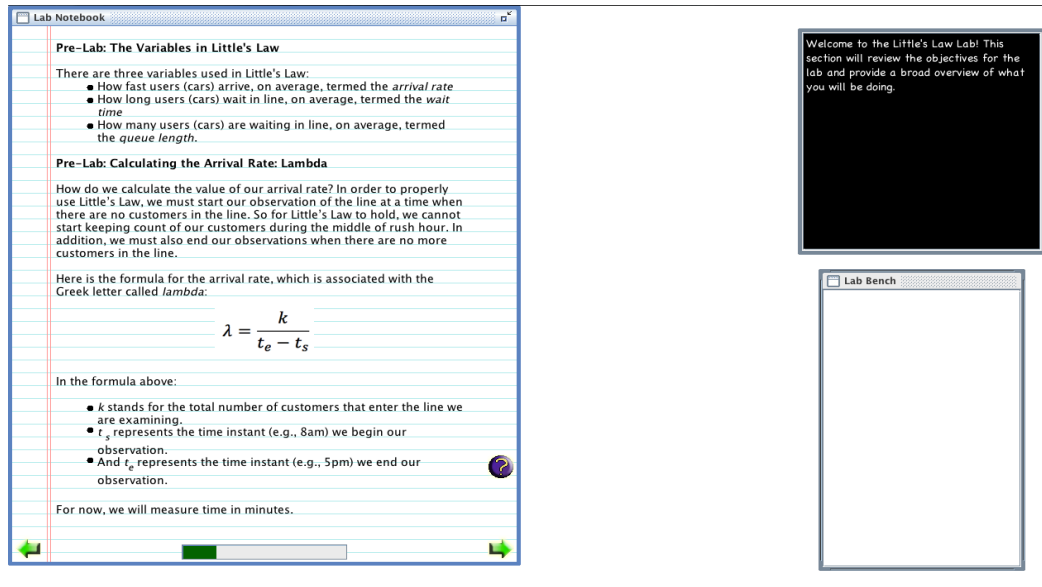 Lab Notebook
Pre-Lab: The Variables in Little's Law
There are three variables used in Little's Law:
● How fast users (cars) arrive, on average, termed the arrival rate
● How long users (cars) wait in line, on average, termed the wait
time
● How many users (cars) are waiting in line, on average, termed
the queue length.
Pre-Lab: Calculating the Arrival Rate: Lambda
How do we calculate the value of our arrival rate? In order to properly
use Little's Law, we must start our observation of the line at a time when
there are no customers in the line. So for Little's Law to hold, we cannot
start keeping count of our customers during the middle of rush hour. In
addition, we must also end our observations when there are no more
customers in the line.
Here is the formula for the arrival rate, which is associated with the
Greek letter called lambda:
λ = k / (t_e − t_s)
In the formula above:
● k stands for the total number of customers that enter the line we
are examining.
● t s represents the time instant (e.g., 8am) we begin our
observation.
● And te represents the time instant (e.g., 5pm) we end our
observation.
?
For now, we will measure time in minutes.
Welcome to the Little's Law Lab! This
section will review the objectives for the
lab and provide a broad overview of what
you will be doing.
Lab Bench